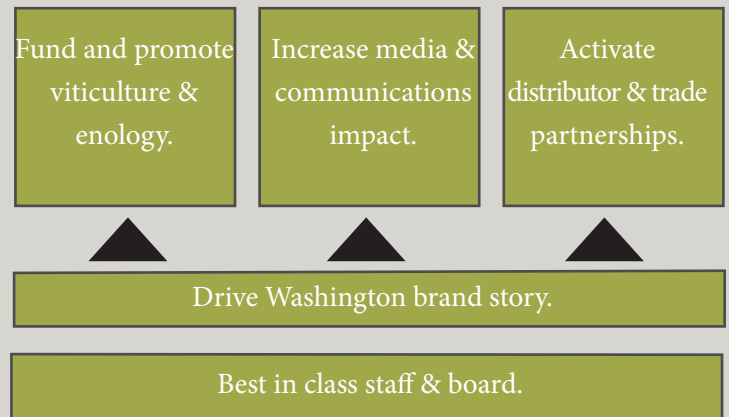 Fund and promote
viticulture &
enology.
Increase media &
communications
impact.
Activate
distributor & trade
partnerships.
Drive Washington brand story.
Best in class staff & board.